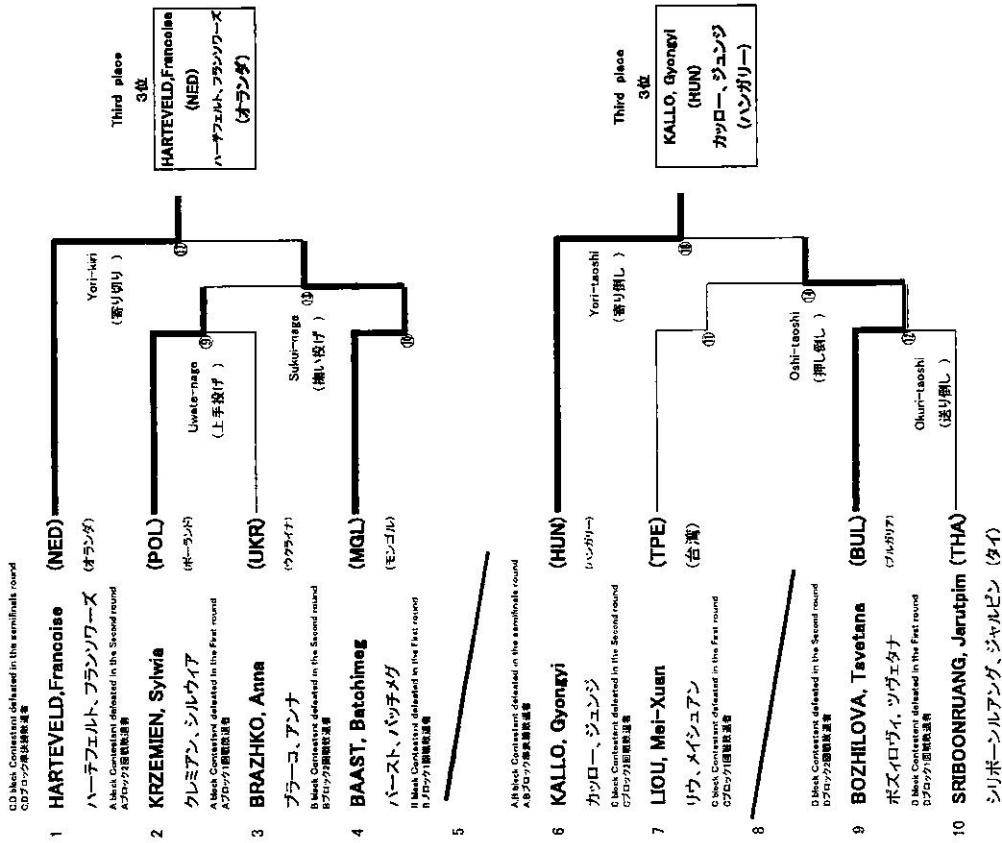 C.D block Contestant defeated in the semifinals round
C.Dブロック準決勝敗退者
1 HARTEVELD,Francoise (NED)
ハーテフェルト、フランソワーズ (オランダ)
A block Contestant defeated in the Second round
Aブロック2回戦敗退者
2 KRZEMIEN, Sylwia (POL)
クレミアン、シルウィア (ポーランド)
A block Contestant defeated in the First round
Aブロック1回戦敗退者
3 BRAZHKO, Anna (UKR)
ブラーコ、アンナ (ウクライナ)
B block Contestant defeated in the Second round
Bブロック2回戦敗退者
4 BAAST, Batchimeg (MGL)
バースト、バッチメグ (モンゴル)
B block Contestant defeated in the First round
Bブロック1回戦敗退者
5
Yori-kiri
(寄り切り )
⑰
Uwate-nage
(上手投げ )
⑨
Sukui-nage
(掬い投げ )
⑬
⑩
Third place
3位
HARTEVELD,Francoise
(NED)
ハーテフェルト、フランソワーズ
(オランダ)
A.B block Contestant defeated in the semifinals round
A.Bブロック準決勝敗退者
6 KALLO, Gyongyi (HUN)
カッロー、ジェンジ (ハンガリー)
C block Contestant defeated in the Second round
Cブロック2回戦敗退者
7 LIOU, Mei-Xuan (TPE)
リウ、メイシュアン (台湾)
C block Contestant defeated in the First round
Cブロック1回戦敗退者
8
D block Contestant defeated in the Second round
Dブロック2回戦敗退者
9 BOZHILOVA, Tsvetana (BUL)
ボズィロヴィ、ツヴェタナ (ブルガリア)
D block Contestant defeated in the First round
Dブロック1回戦敗退者
10 SRIBOONRUANG, Jarutpim (THA)
シリボーンルアング、ジャルピン (タイ)
Yori-taoshi
(寄り倒し )
⑱
⑪
Oshi-taoshi
(押し倒し )
⑭
Okuri-taoshi
(送り倒し )
⑫
Third place
3位
KALLO, Gyongyi
(HUN)
カッロー、ジュンジ
(ハンガリー)